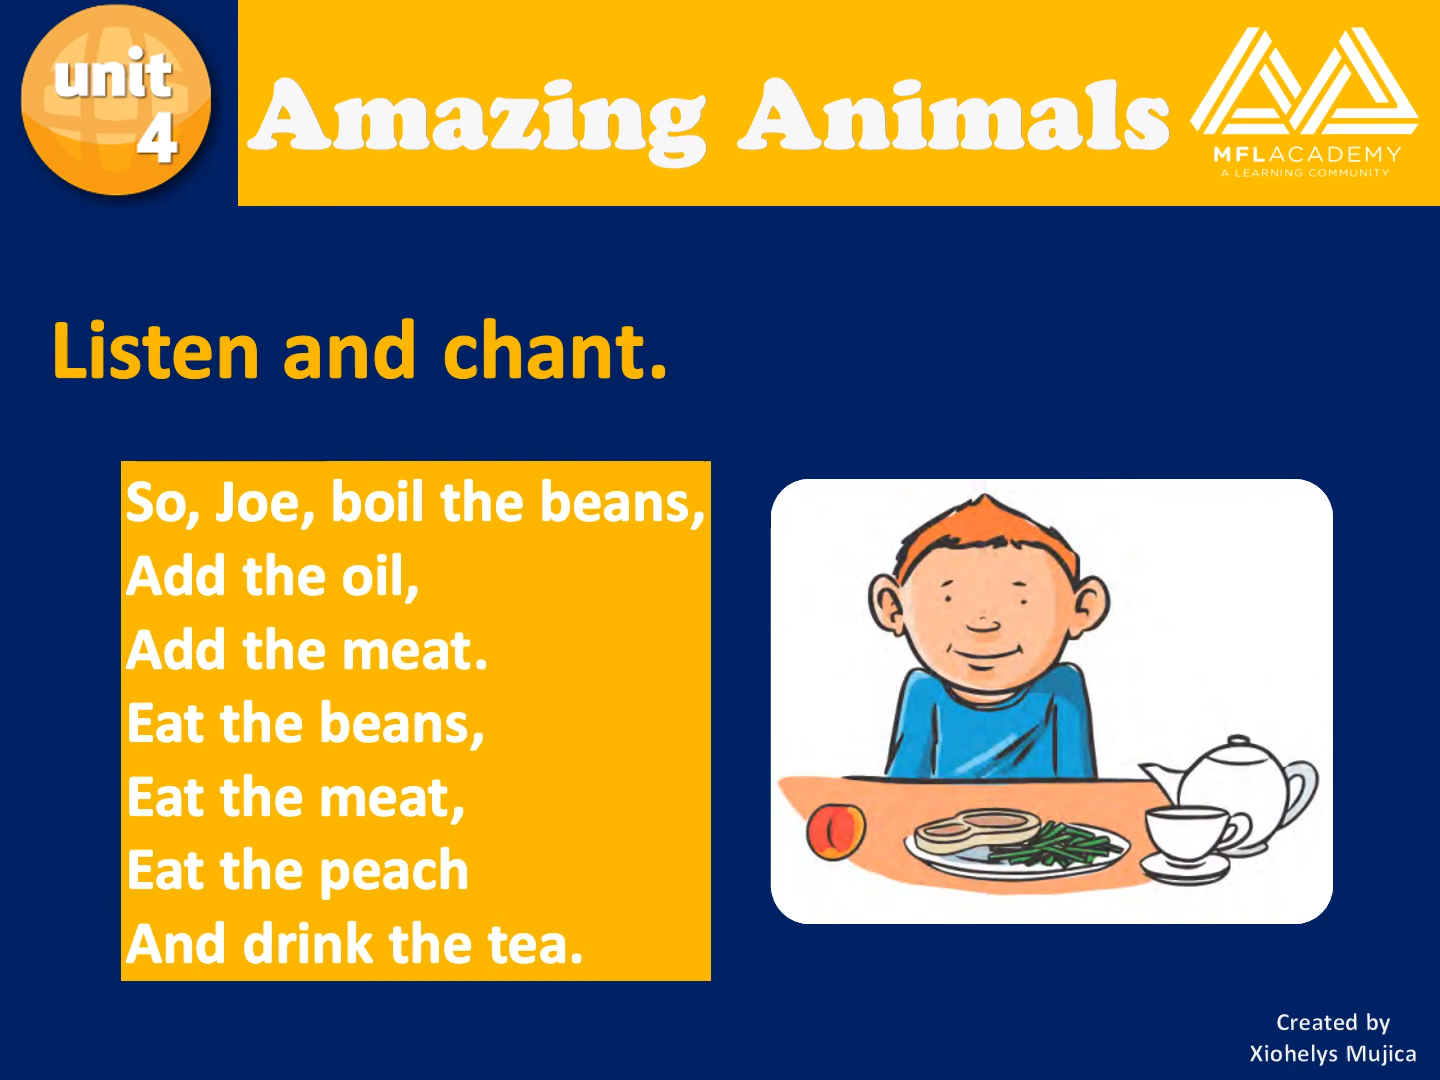 unit
4
Amazing Animals
MFLACADEMY
A LEARNING COMMUNITY
Listen and chant.
So, Joe, boil the beans,
Add the oil,
Add the meat.
Eat the beans,
Eat the meat,
Eat the peach
And drink the tea.
Created by
Xiohelys Mujica